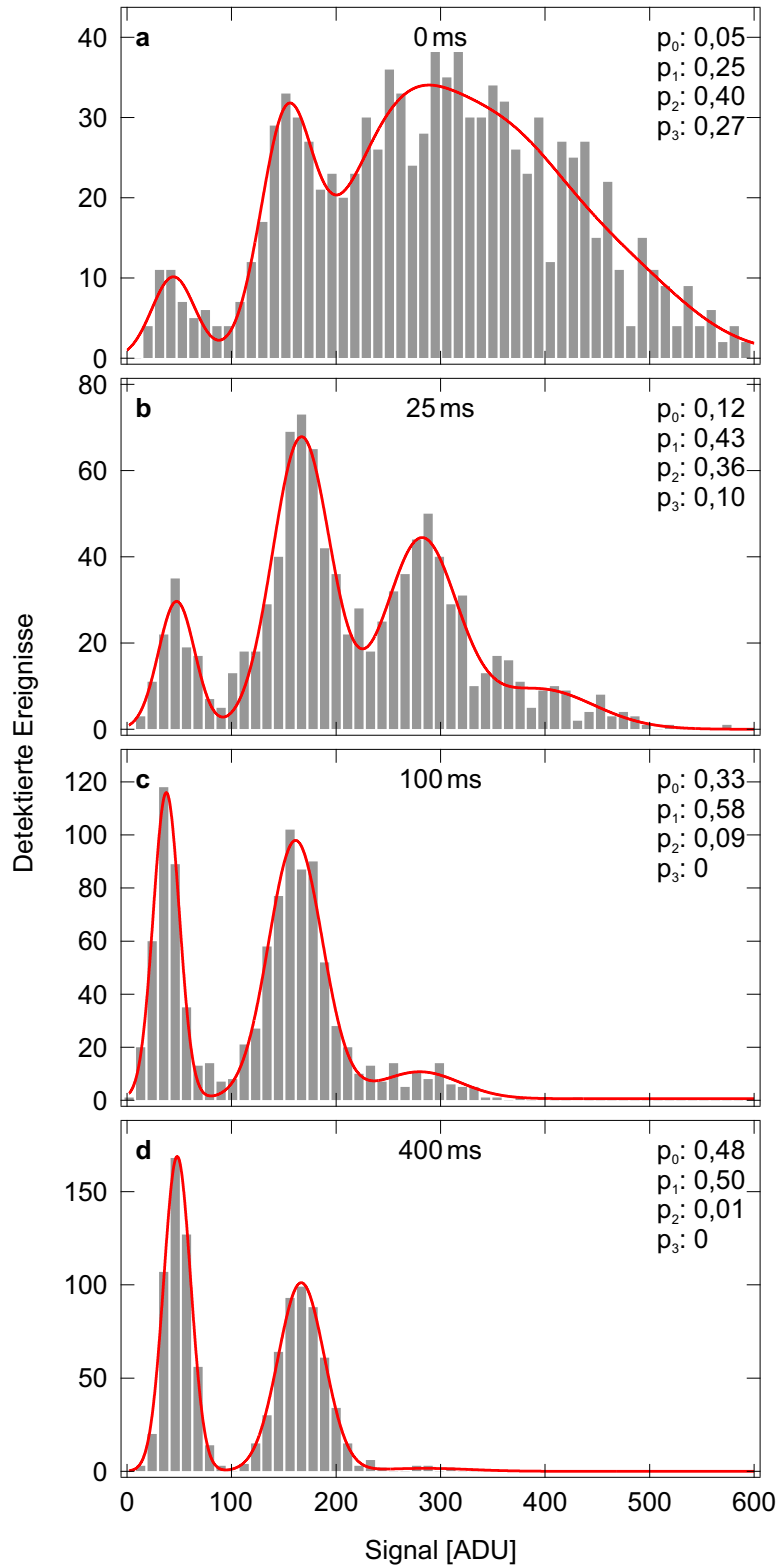 a
0 ms
p₀: 0,05
p₁: 0,25
p₂: 0,40
p₃: 0,27
40
30
20
10
0
b
25 ms
p₀: 0,12
p₁: 0,43
p₂: 0,36
p₃: 0,10
80
60
40
20
0
c
100 ms
p₀: 0,33
p₁: 0,58
p₂: 0,09
p₃: 0
120
100
80
60
40
20
0
d
400 ms
p₀: 0,48
p₁: 0,50
p₂: 0,01
p₃: 0
150
100
50
0
0 100 200 300 400 500 600
Signal [ADU]
Detektierte Ereignisse